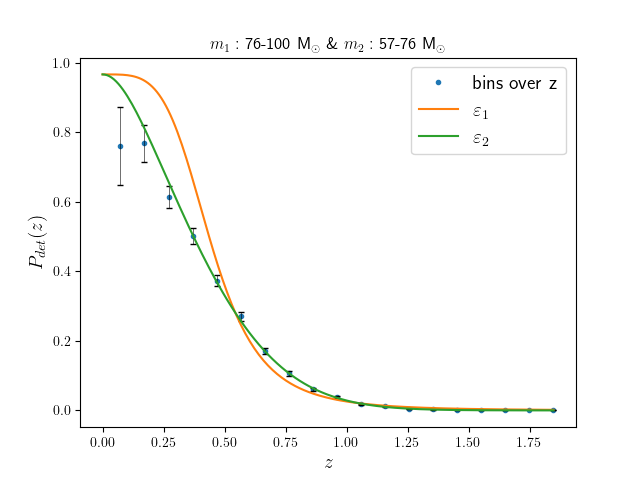 m₁ : 76-100 M☉ & m₂ : 57-76 M☉
1.0
0.8
0.6
0.4
0.2
0.0
P_det(z)
bins over z
ε₁
ε₂
0.00 0.25 0.50 0.75 1.00 1.25 1.50 1.75
z